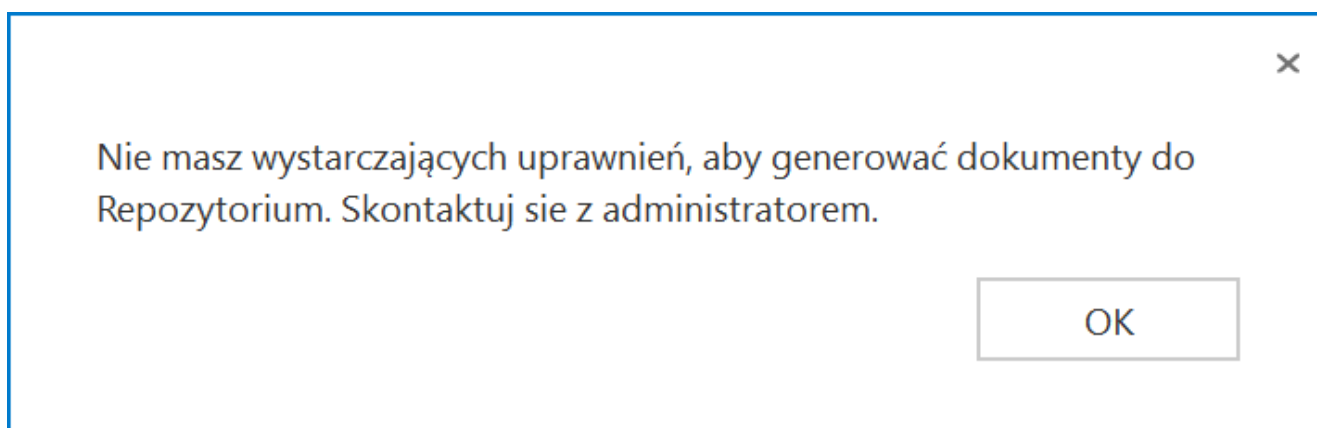 Nie masz wystarczających uprawnień, aby generować dokumenty do
Repozytorium. Skontaktuj sie z administratorem.
OK